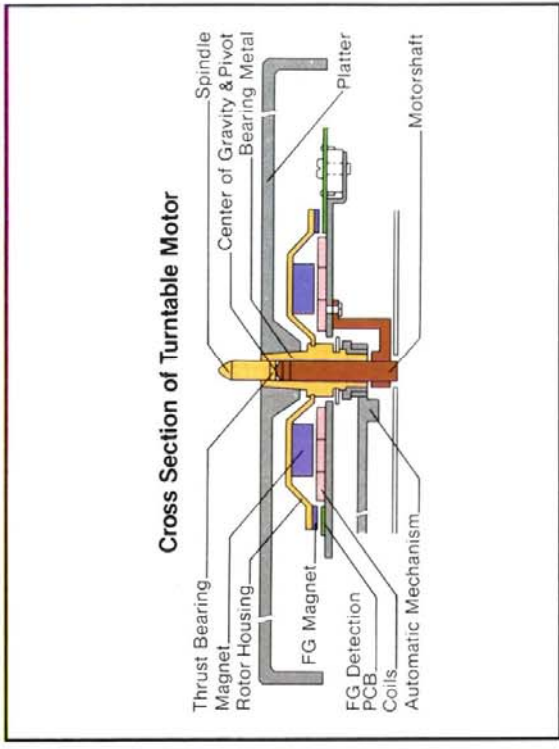 Cross Section of Turntable Motor
Thrust Bearing
Magnet
Rotor Housing
FG Magnet
FG Detection
PCB
Coils
Automatic Mechanism
Spindle
Center of Gravity & Pivot
Bearing Metal
Platter
Motorshaft